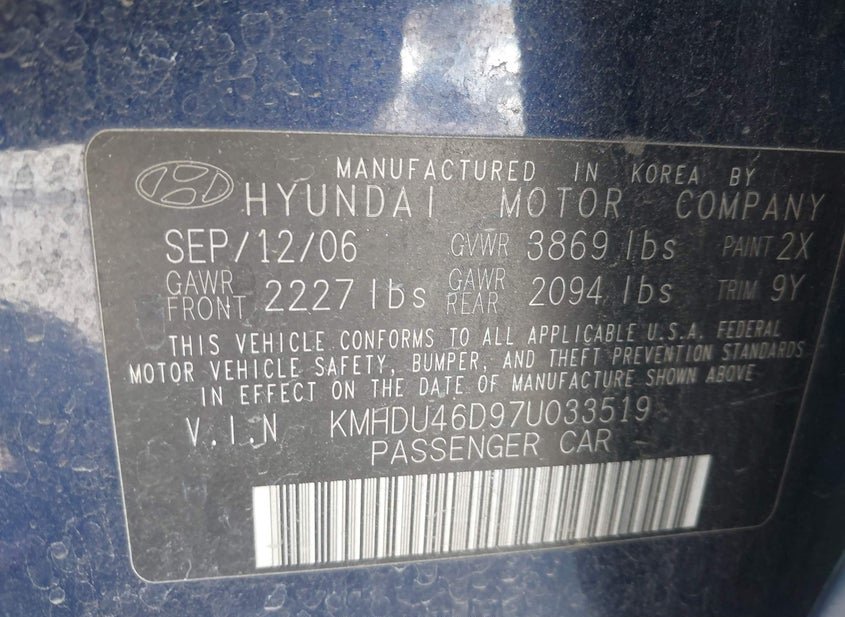 MANUFACTURED IN KOREA BY
HYUNDAI MOTOR COMPANY
SEP/12/06 GVWR 3869 lbs PAINT 2X
GAWR FRONT 2227 lbs GAWR REAR 2094 lbs TRIM 9Y
THIS VEHICLE CONFORMS TO ALL APPLICABLE U.S.A. FEDERAL
MOTOR VEHICLE SAFETY, BUMPER, AND THEFT PREVENTION STANDARDS
IN EFFECT ON THE DATE OF MANUFACTURE SHOWN ABOVE
V.I.N KMHDU46D97U033519
PASSENGER CAR